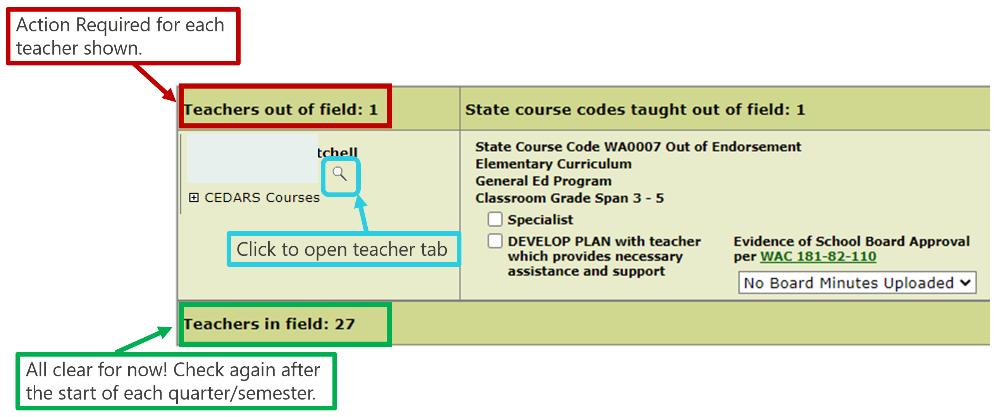 Action Required for each
teacher shown.
Teachers out of field: 1
State course codes taught out of field: 1
tchell
CEDARS Courses
Click to open teacher tab
State Course Code WA0007 Out of Endorsement
Elementary Curriculum
General Ed Program
Classroom Grade Span 3 - 5
Specialist
DEVELOP PLAN with teacher
which provides necessary
assistance and support
Evidence of School Board Approval
per WAC 181-82-110
No Board Minutes Uploaded
Teachers in field: 27
All clear for now! Check again after
the start of each quarter/semester.